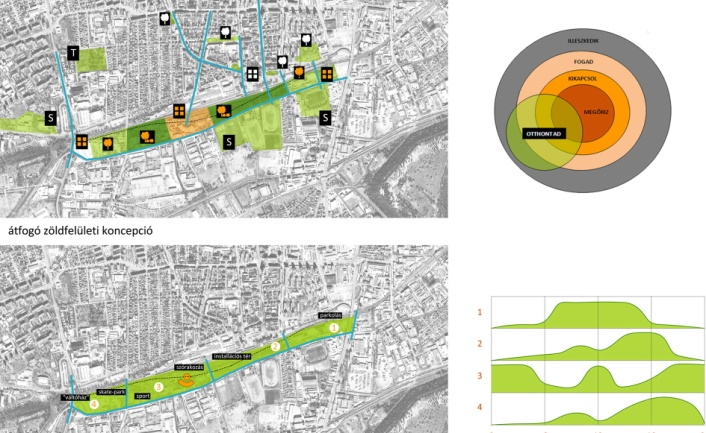 T
S
S
S
ILLESZKEDIK
FOGAD
KIKAPCSOL
MEGŐRIZ
OTTHONT AD
átfogó zöldfelületi koncepció
parkolás
1
installációs tér
2
szórakozás
3
skate-park
sport
"váltóház"
4
1
2
3
4